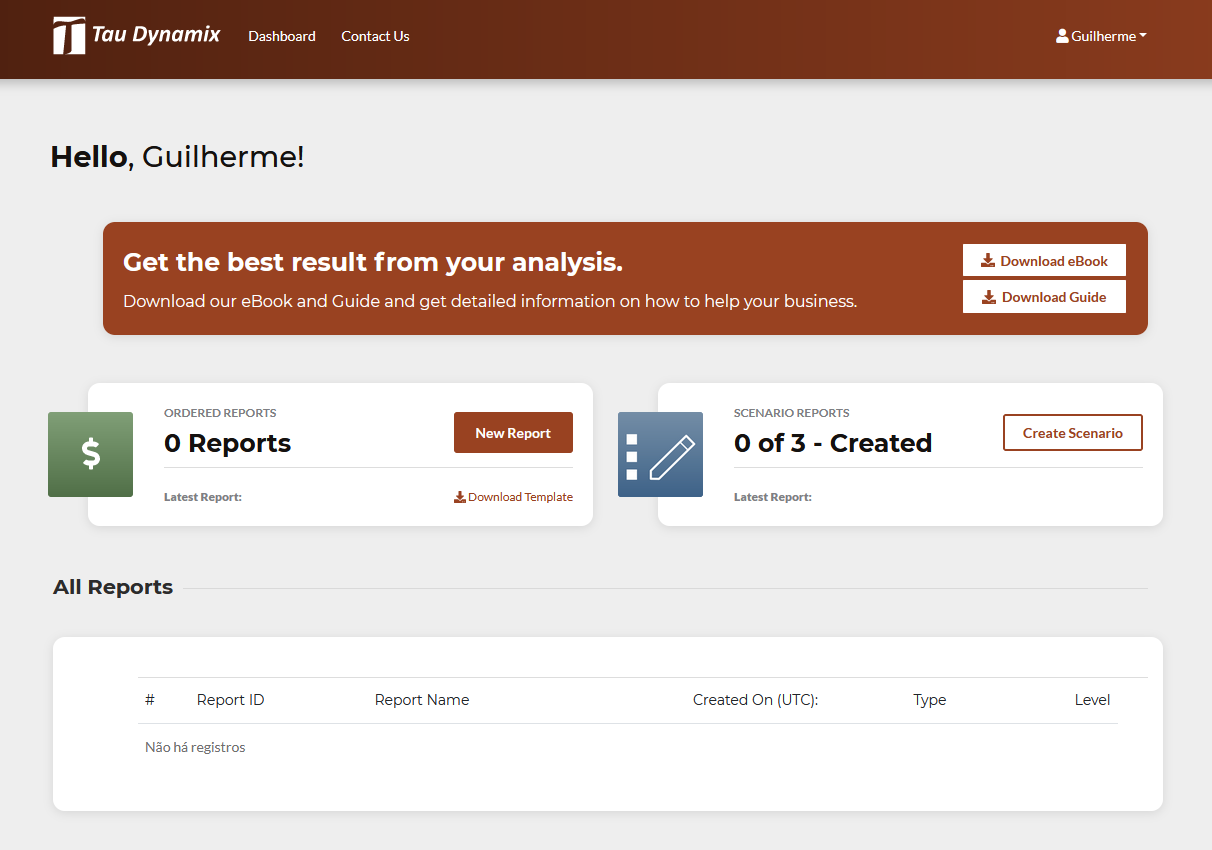 Tau Dynamix
Dashboard
Contact Us
Guilherme
Hello, Guilherme!
Get the best result from your analysis.
Download our eBook and Guide and get detailed information on how to help your business.
Download eBook
Download Guide
ORDERED REPORTS
0 Reports
New Report
Latest Report:
Download Template
SCENARIO REPORTS
0 of 3 - Created
Create Scenario
Latest Report:
All Reports
# Report ID Report Name Created On (UTC): Type Level
Não há registros